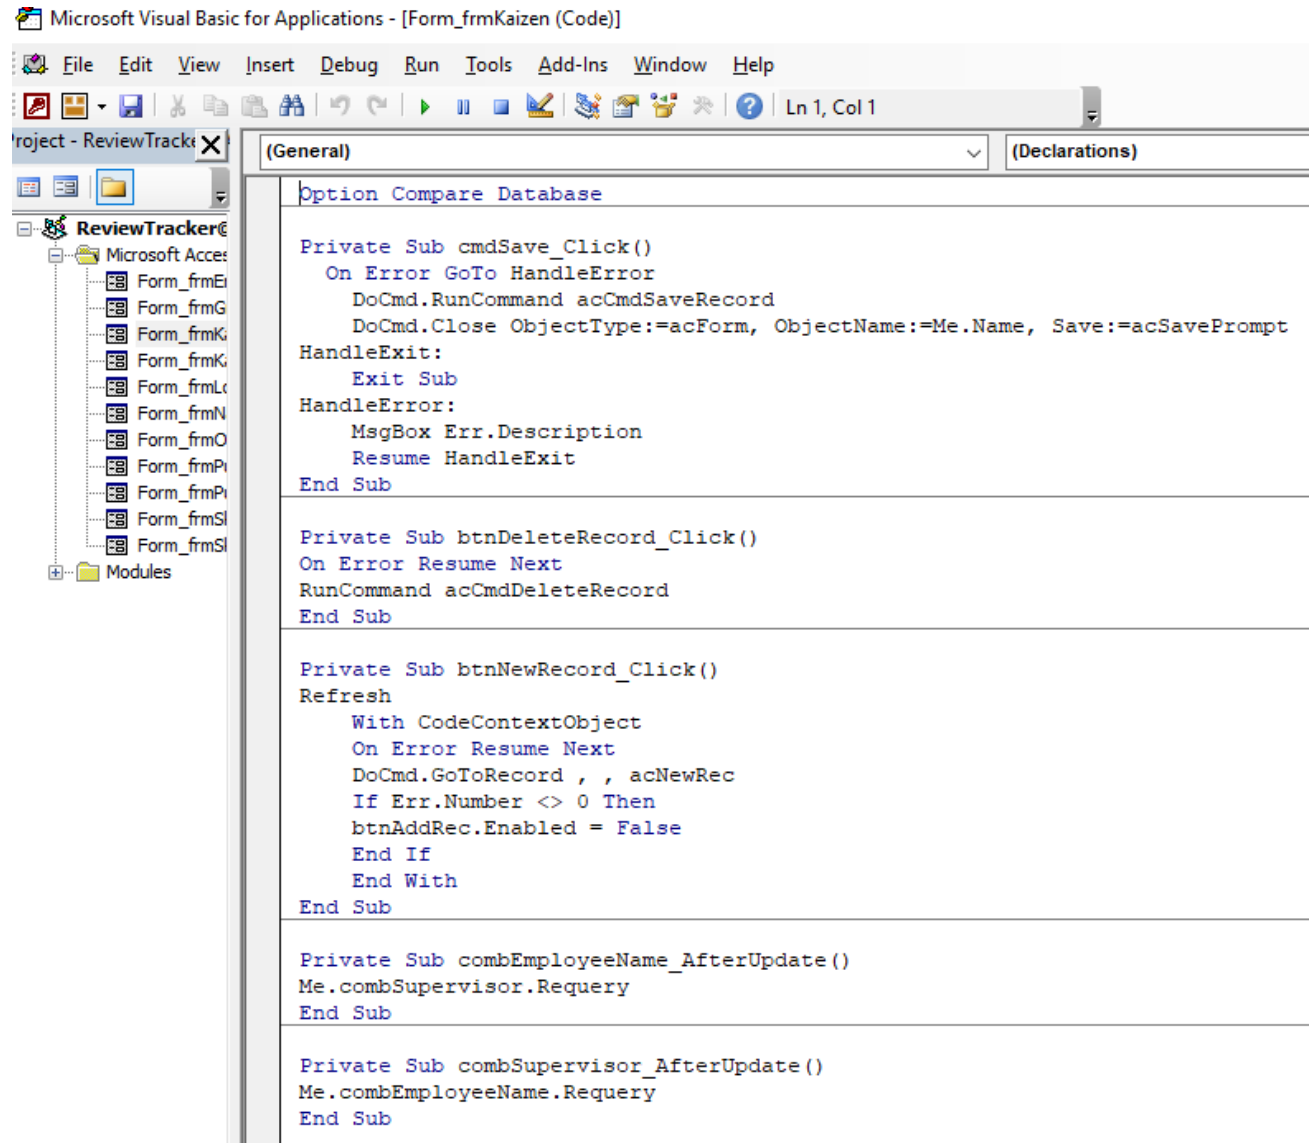 Microsoft Visual Basic for Applications - [Form_frmKaizen (Code)]
File Edit View Insert Debug Run Tools Add-Ins Window Help
Ln 1, Col 1
roject - ReviewTracke
(General) (Declarations)
ReviewTracker@
Microsoft Acces
Form_frmE
Form_frmG
Form_frmK
Form_frmK
Form_frmL
Form_frmN
Form_frmO
Form_frmP
Form_frmP
Form_frmS
Form_frmS
Modules
Option Compare Database
Private Sub cmdSave_Click()
  On Error GoTo HandleError
    DoCmd.RunCommand acCmdSaveRecord
    DoCmd.Close ObjectType:=acForm, ObjectName:=Me.Name, Save:=acSavePrompt
HandleExit:
    Exit Sub
HandleError:
    MsgBox Err.Description
    Resume HandleExit
End Sub
Private Sub btnDeleteRecord_Click()
On Error Resume Next
RunCommand acCmdDeleteRecord
End Sub
Private Sub btnNewRecord_Click()
Refresh
    With CodeContextObject
    On Error Resume Next
    DoCmd.GoToRecord , , acNewRec
    If Err.Number <> 0 Then
    btnAddRec.Enabled = False
    End If
    End With
End Sub
Private Sub combEmployeeName_AfterUpdate()
Me.combSupervisor.Requery
End Sub
Private Sub combSupervisor_AfterUpdate()
Me.combEmployeeName.Requery
End Sub